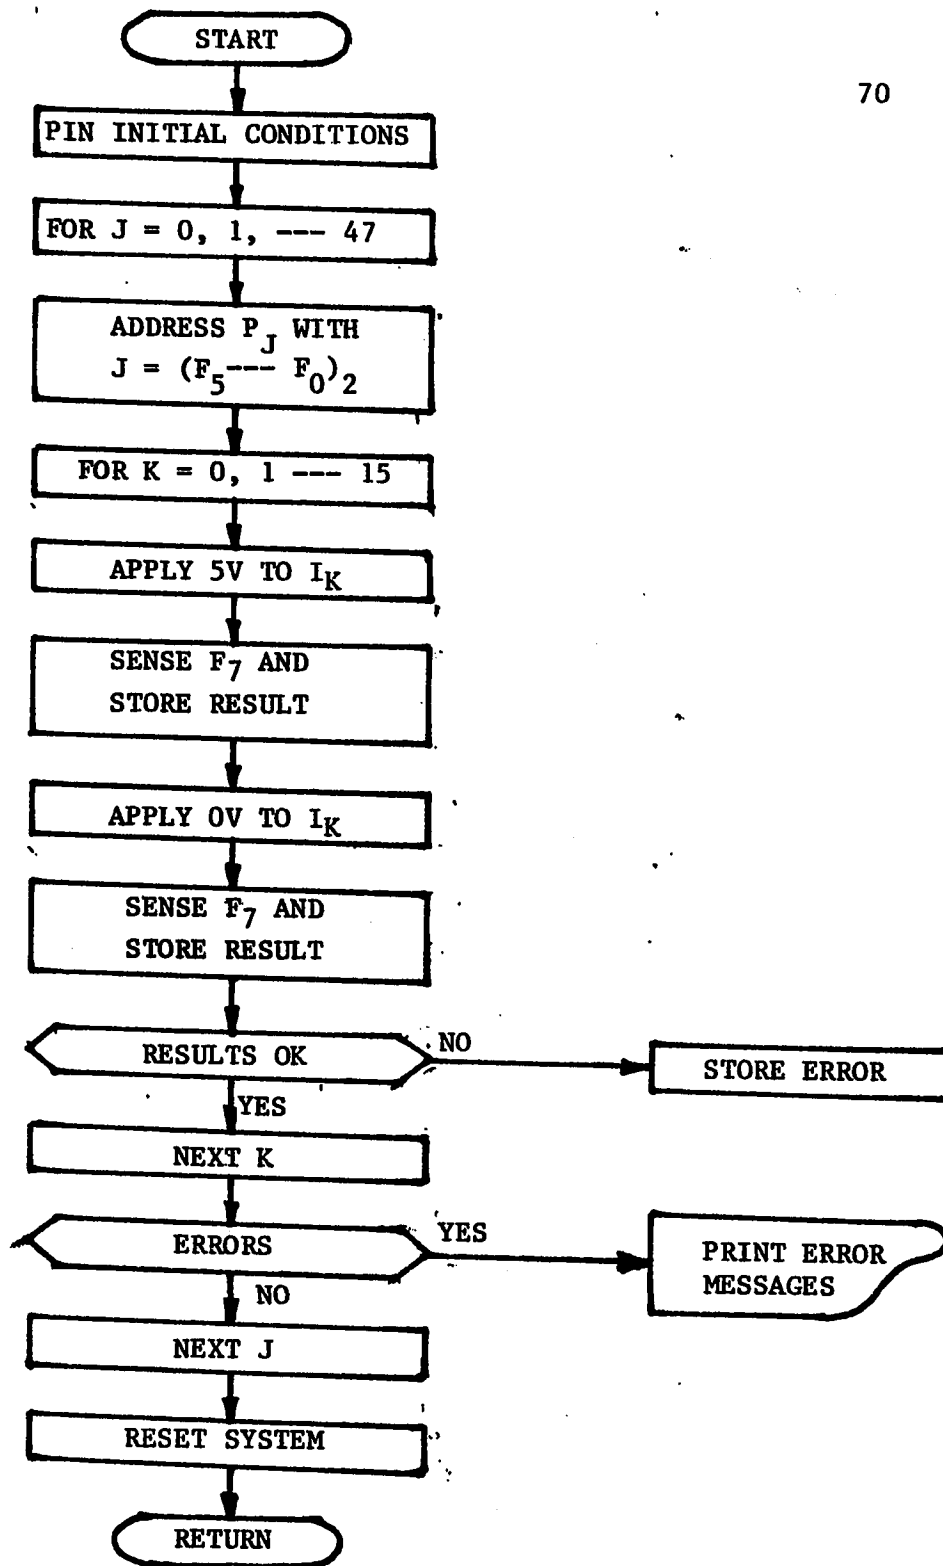 START
70
PIN INITIAL CONDITIONS
FOR J = 0, 1, --- 47
ADDRESS P_J WITH
J = (F_5--- F_0)_2
FOR K = 0, 1 --- 15
APPLY 5V TO I_K
SENSE F_7 AND
STORE RESULT
APPLY 0V TO I_K
SENSE F_7 AND
STORE RESULT
RESULTS OK
NO
STORE ERROR
YES
NEXT K
ERRORS
YES
PRINT ERROR
MESSAGES
NO
NEXT J
RESET SYSTEM
RETURN